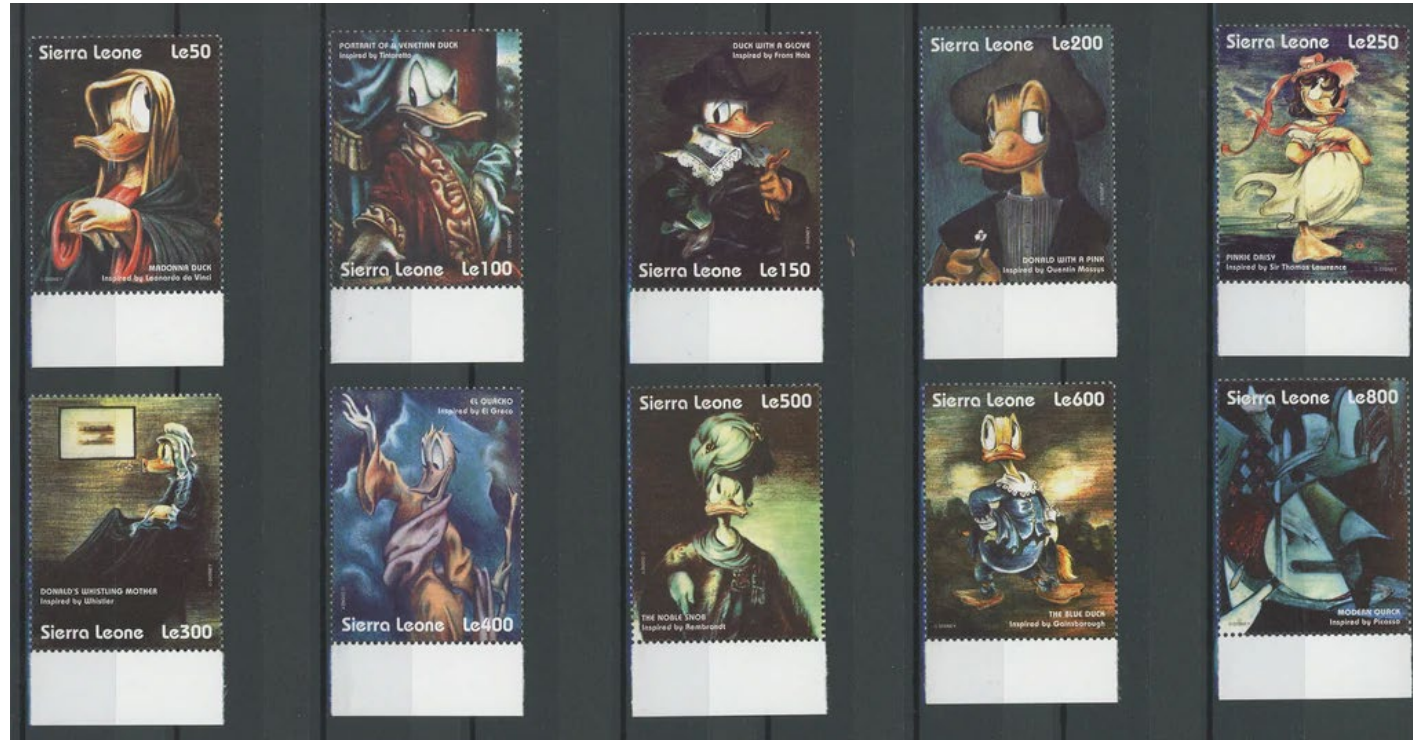 Sierra Leone Le50
MADONNA DUCK
Inspired by Leonardo da Vinci
PORTRAIT OF A VENETIAN DUCK
Inspired by Tintoretto
Sierra Leone Le100
DUCK WITH A GLOVE
Inspired by Frans Hals
Sierra Leone Le150
Sierra Leone Le200
DONALD WITH A PINK
Inspired by Quentin Massys
Sierra Leone Le250
PINKIE DAISY
Inspired by Sir Thomas Lawrence
© DISNEY
DONALD'S WHISTLING MOTHER
Inspired by Whistler
Sierra Leone Le300
EL QUACKO
Inspired by El Greco
Sierra Leone Le400
Sierra Leone Le500
THE NOBLE SNOB
Inspired by Rembrandt
Sierra Leone Le600
THE BLUE DUCK
© DISNEY Inspired by Gainsborough
Sierra Leone Le800
MODERN QUACK
Inspired by Picasso